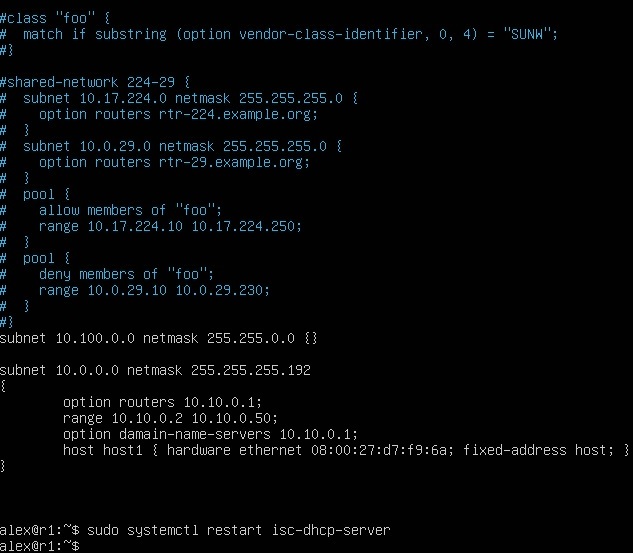 #class "foo" {
#  match if substring (option vendor-class-identifier, 0, 4) = "SUNW";
#}

#shared-network 224-29 {
#  subnet 10.17.224.0 netmask 255.255.255.0 {
#    option routers rtr-224.example.org;
#  }
#  subnet 10.0.29.0 netmask 255.255.255.0 {
#    option routers rtr-29.example.org;
#  }
#  pool {
#    allow members of "foo";
#    range 10.17.224.10 10.17.224.250;
#  }
#  pool {
#    deny members of "foo";
#    range 10.0.29.10 10.0.29.230;
#  }
#}
subnet 10.100.0.0 netmask 255.255.0.0 {}

subnet 10.0.0.0 netmask 255.255.255.192
{
        option routers 10.10.0.1;
        range 10.10.0.2 10.10.0.50;
        option damain-name-servers 10.10.0.1;
        host host1 { hardware ethernet 08:00:27:d7:f9:6a; fixed-address host; }
}

alex@r1:~$ sudo systemctl restart isc-dhcp-server
alex@r1:~$